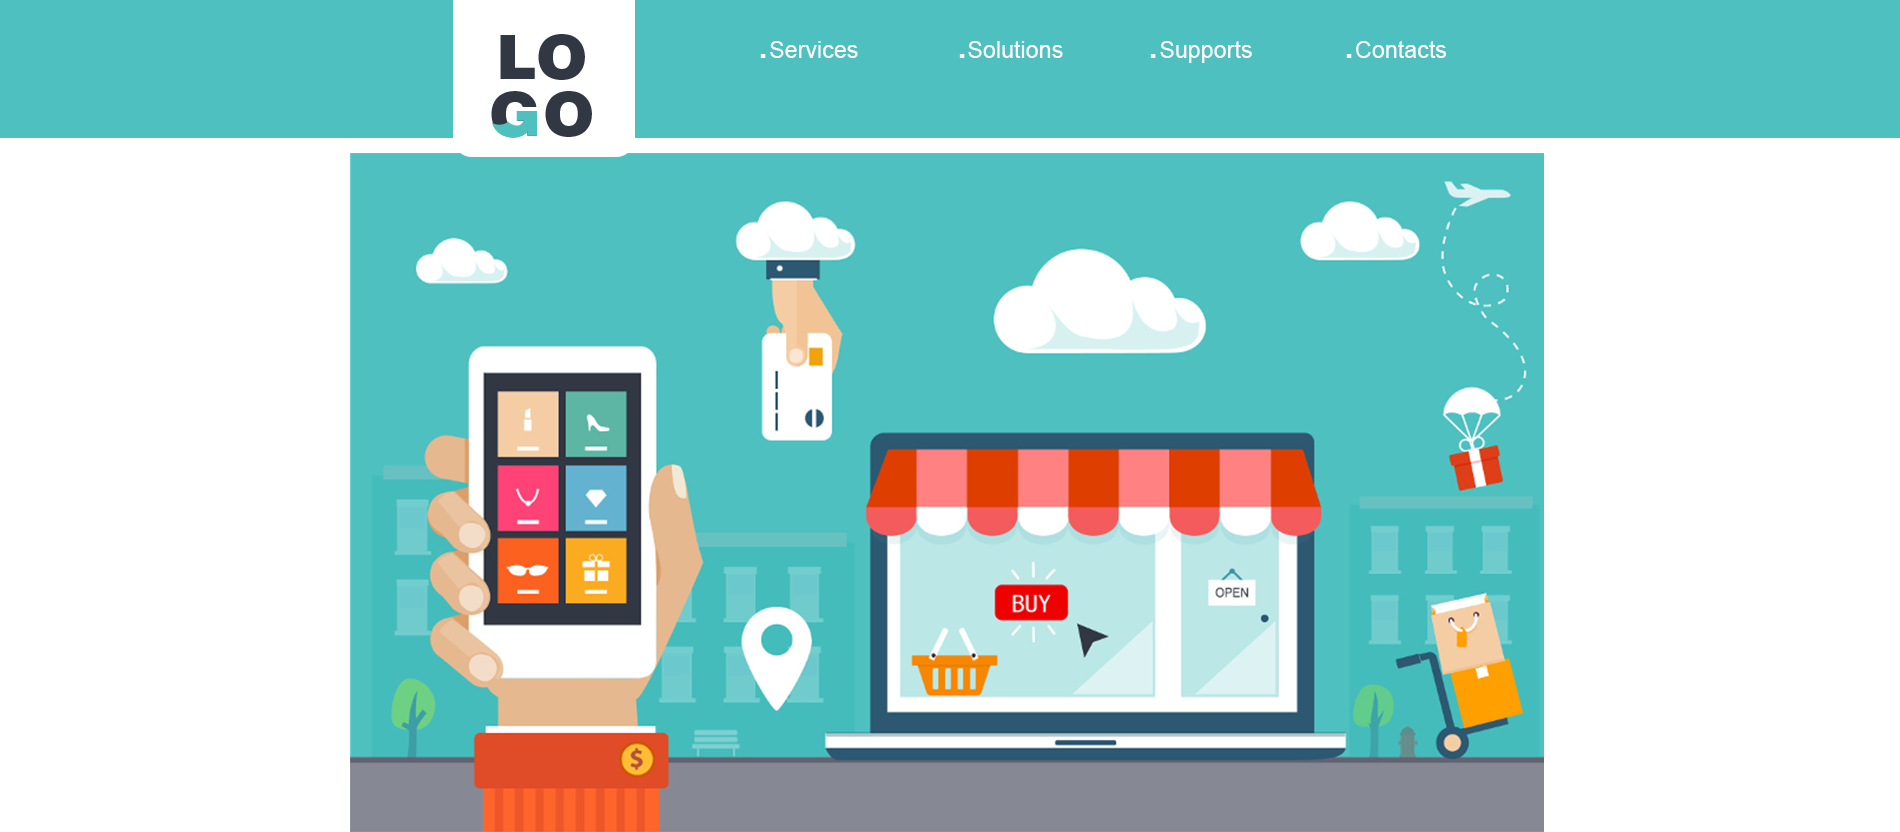 LO
GO
Services
Solutions
Supports
Contacts
OPEN
BUY
$